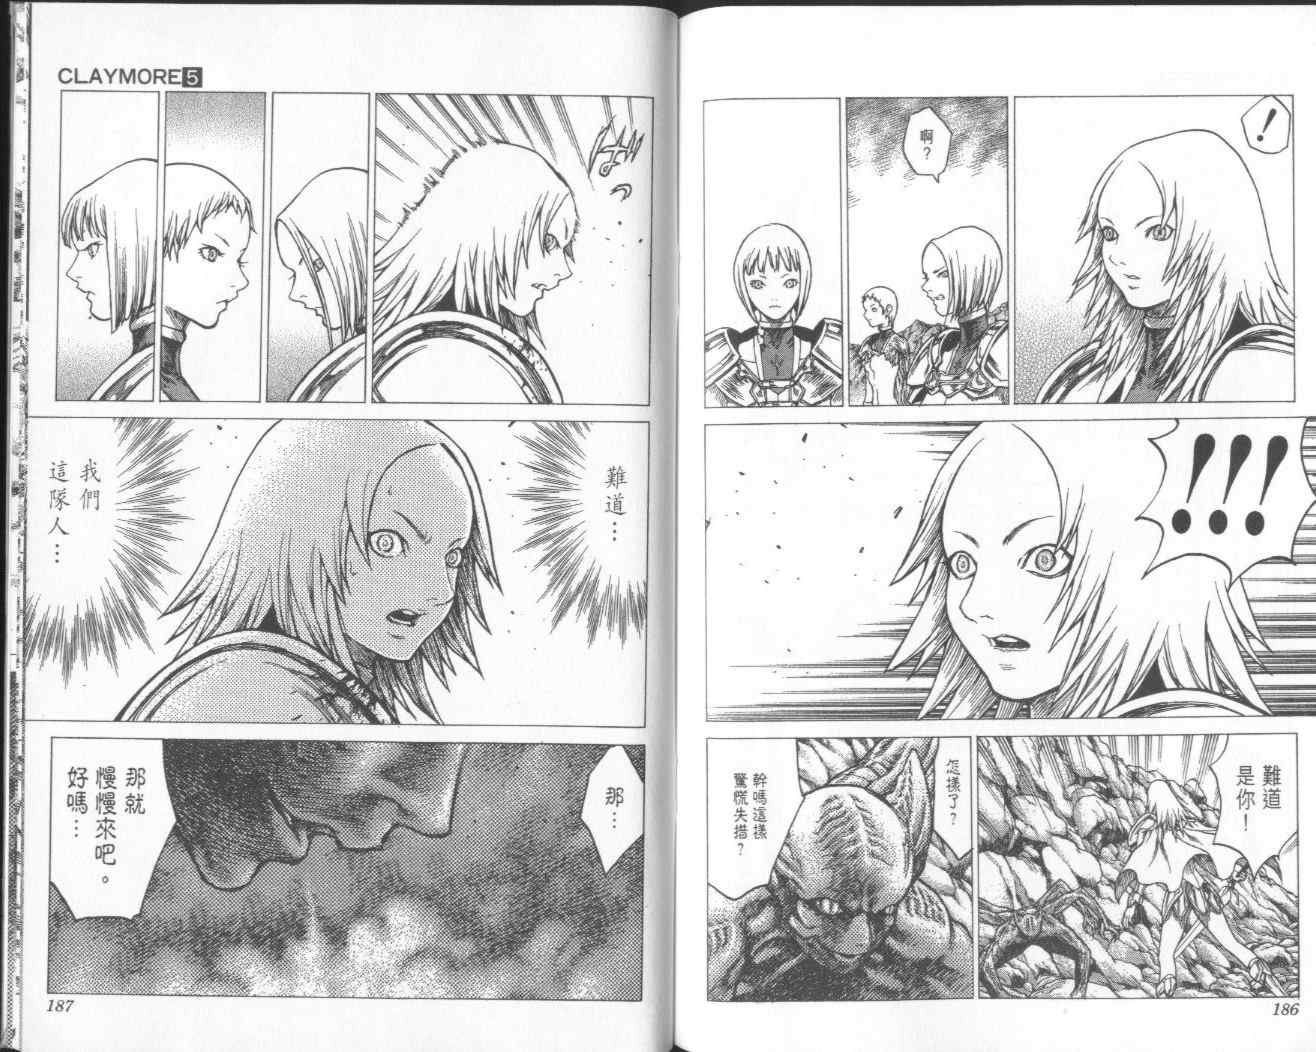 ！
啊？
！！！
難道
是你！
怎樣了？
幹嗎這樣
驚慌失措？
186
CLAYMORE 5
難道…
我們
這隊人…
那…
那就
慢慢來吧。
好嗎…
187